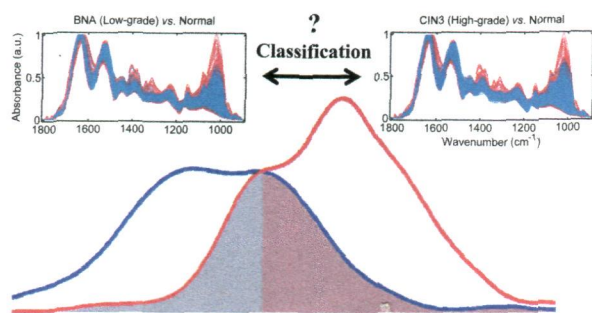 BNA (Low-grade) vs. Normal
?
Classification
CIN3 (High-grade) vs. Normal
Absorbance (a.u.)
1
0.5
0
1800 1600 1400 1200 1000
1
0.5
0
1800 1600 1400 1200 1000
Wavenumber (cm⁻¹)